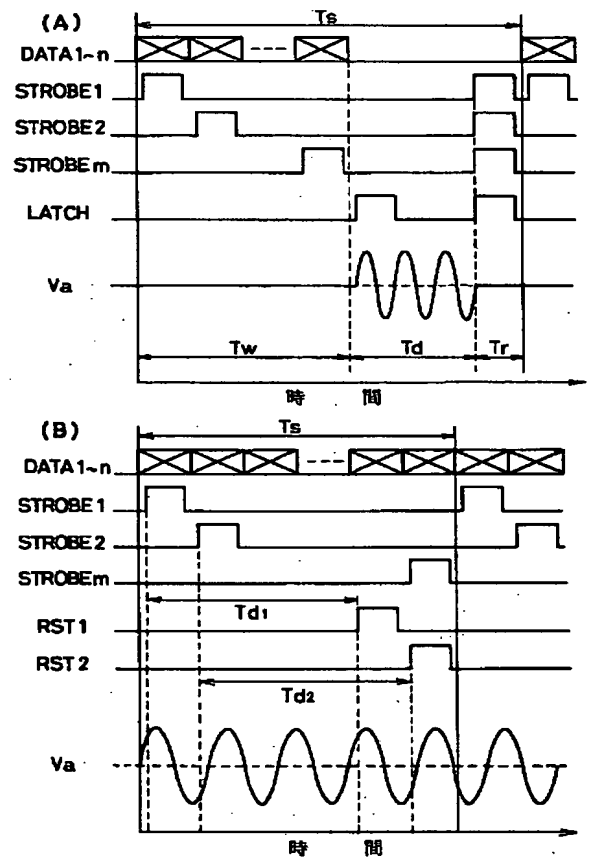 (A)
Ts
DATA1~n
STROBE1
STROBE2
STROBEm
LATCH
Va
Tw
Td
Tr
時間
(B)
Ts
DATA1~n
STROBE1
STROBE2
STROBEm
Td1
RST1
RST2
Td2
Va
時間